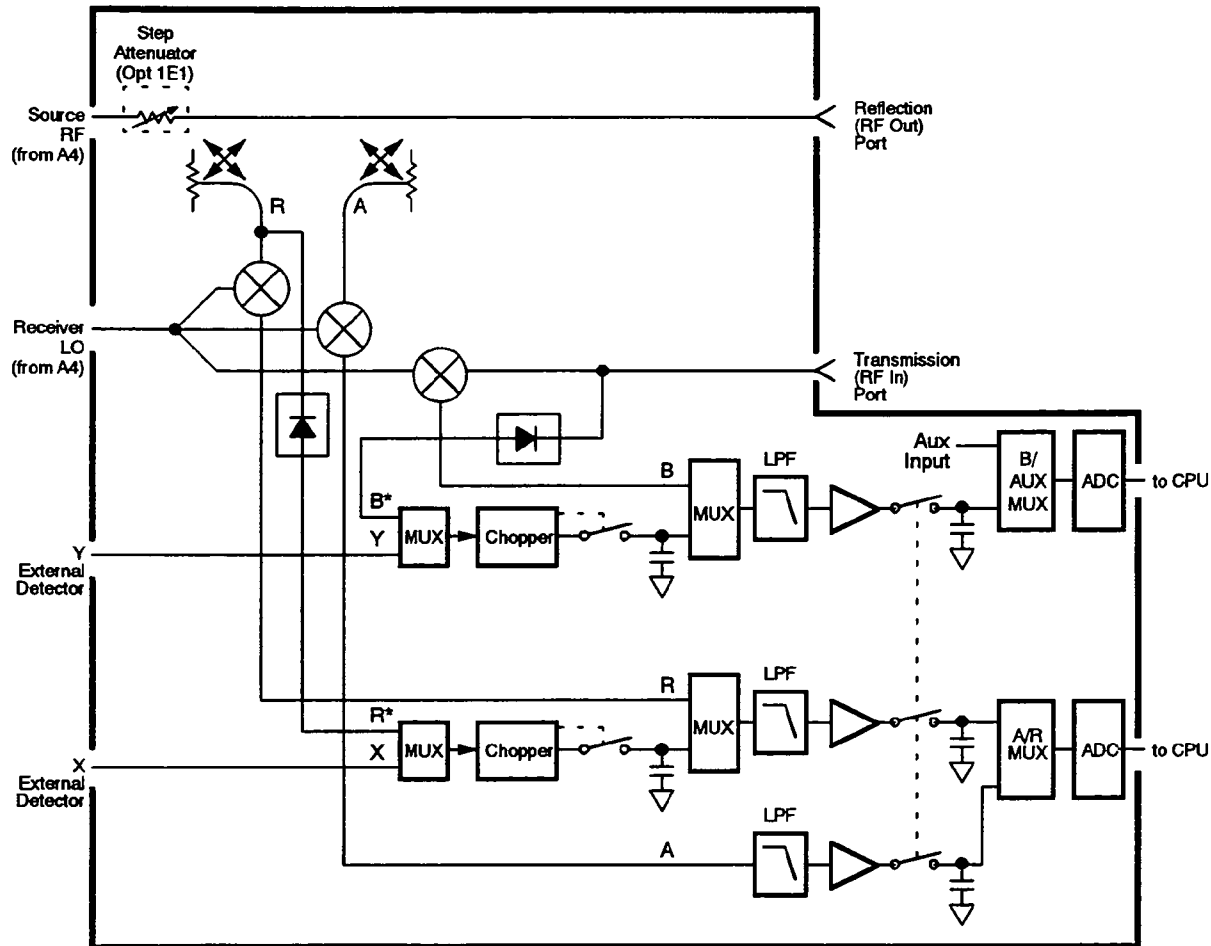 Step
Attenuator
(Opt 1E1)
Source
RF
(from A4)
Reflection
(RF Out)
Port
R
A
Receiver
LO
(from A4)
Transmission
(RF In)
Port
Aux
Input
B/
AUX
MUX
ADC
to CPU
B
LPF
MUX
B*
Y
MUX
Chopper
Y
External
Detector
R
LPF
MUX
R*
X
MUX
Chopper
A/R
MUX
ADC
to CPU
X
External
Detector
A
LPF